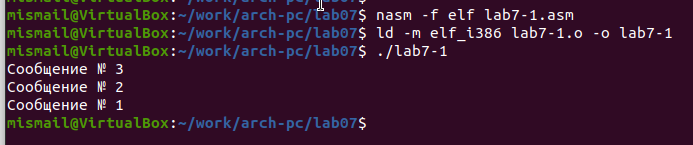 mismail@VirtualBox:~/work/arch-pc/lab07$ nasm -f elf lab7-1.asm
mismail@VirtualBox:~/work/arch-pc/lab07$ ld -m elf_i386 lab7-1.o -o lab7-1
mismail@VirtualBox:~/work/arch-pc/lab07$ ./lab7-1
Сообщение № 3
Сообщение № 2
Сообщение № 1
mismail@VirtualBox:~/work/arch-pc/lab07$